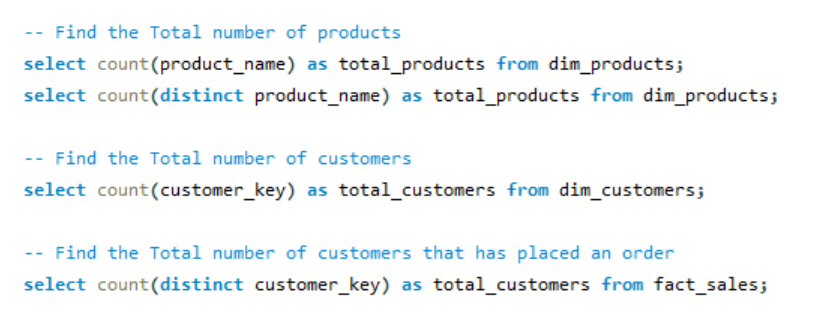 -- Find the Total number of products
select count(product_name) as total_products from dim_products;
select count(distinct product_name) as total_products from dim_products;
-- Find the Total number of customers
select count(customer_key) as total_customers from dim_customers;
-- Find the Total number of customers that has placed an order
select count(distinct customer_key) as total_customers from fact_sales;